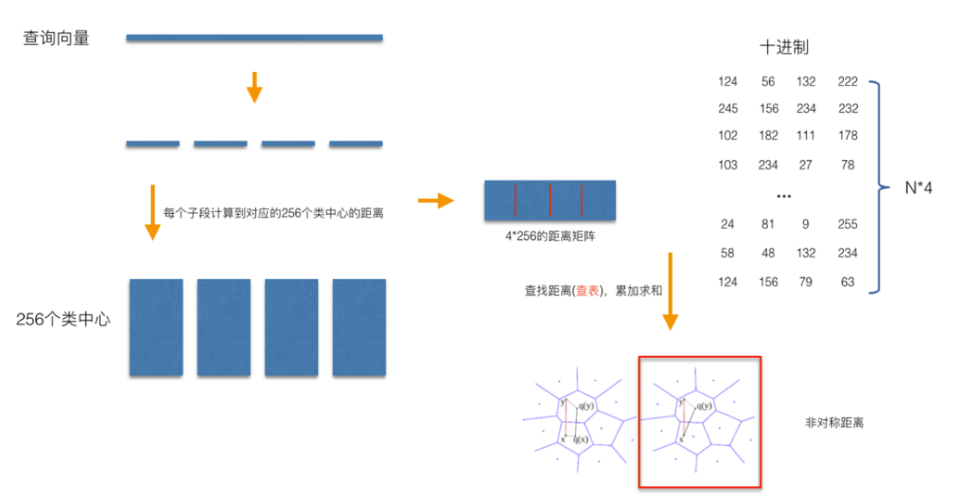 查询向量
每个子段计算到对应的256个类中心的距离
256个类中心
4*256的距离矩阵
查找距离(查表)，累加求和
十进制
124 56 132 222
245 156 234 232
102 182 111 178
103 234 27 78
...
24 81 9 255
58 48 132 234
124 156 79 63
N*4
y
q(y)
x
q(x)
y
q(y)
x
非对称距离